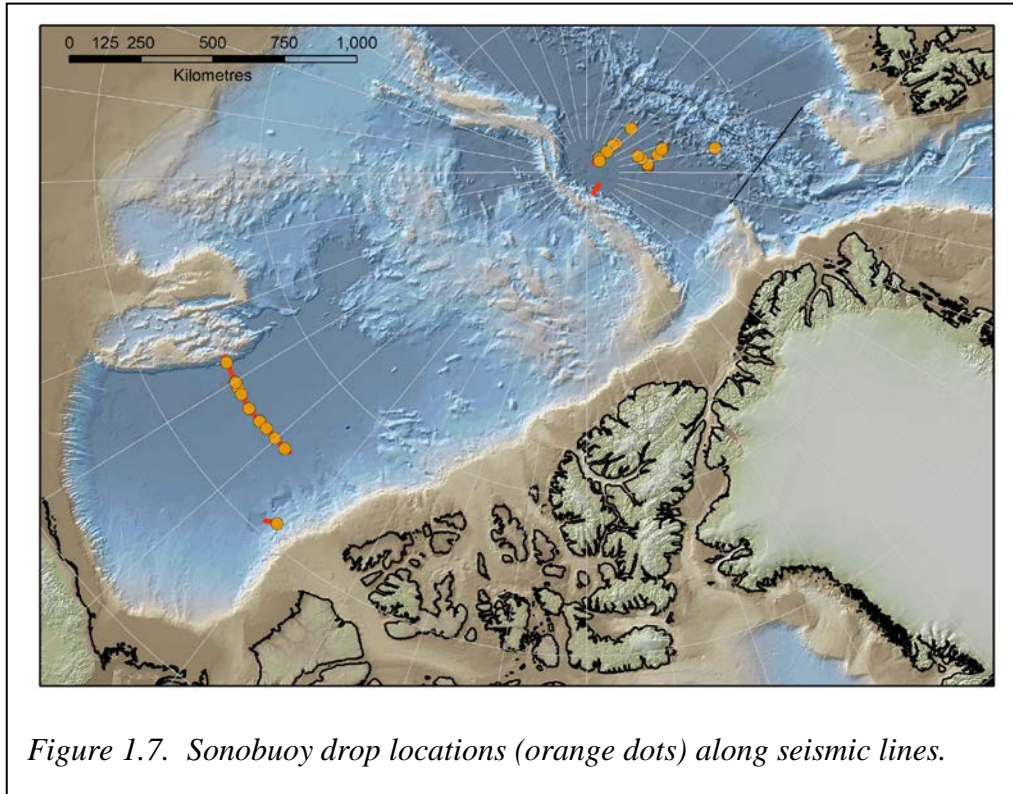 0 125 250 500 750 1,000
Kilometres
Figure 1.7. Sonobuoy drop locations (orange dots) along seismic lines.